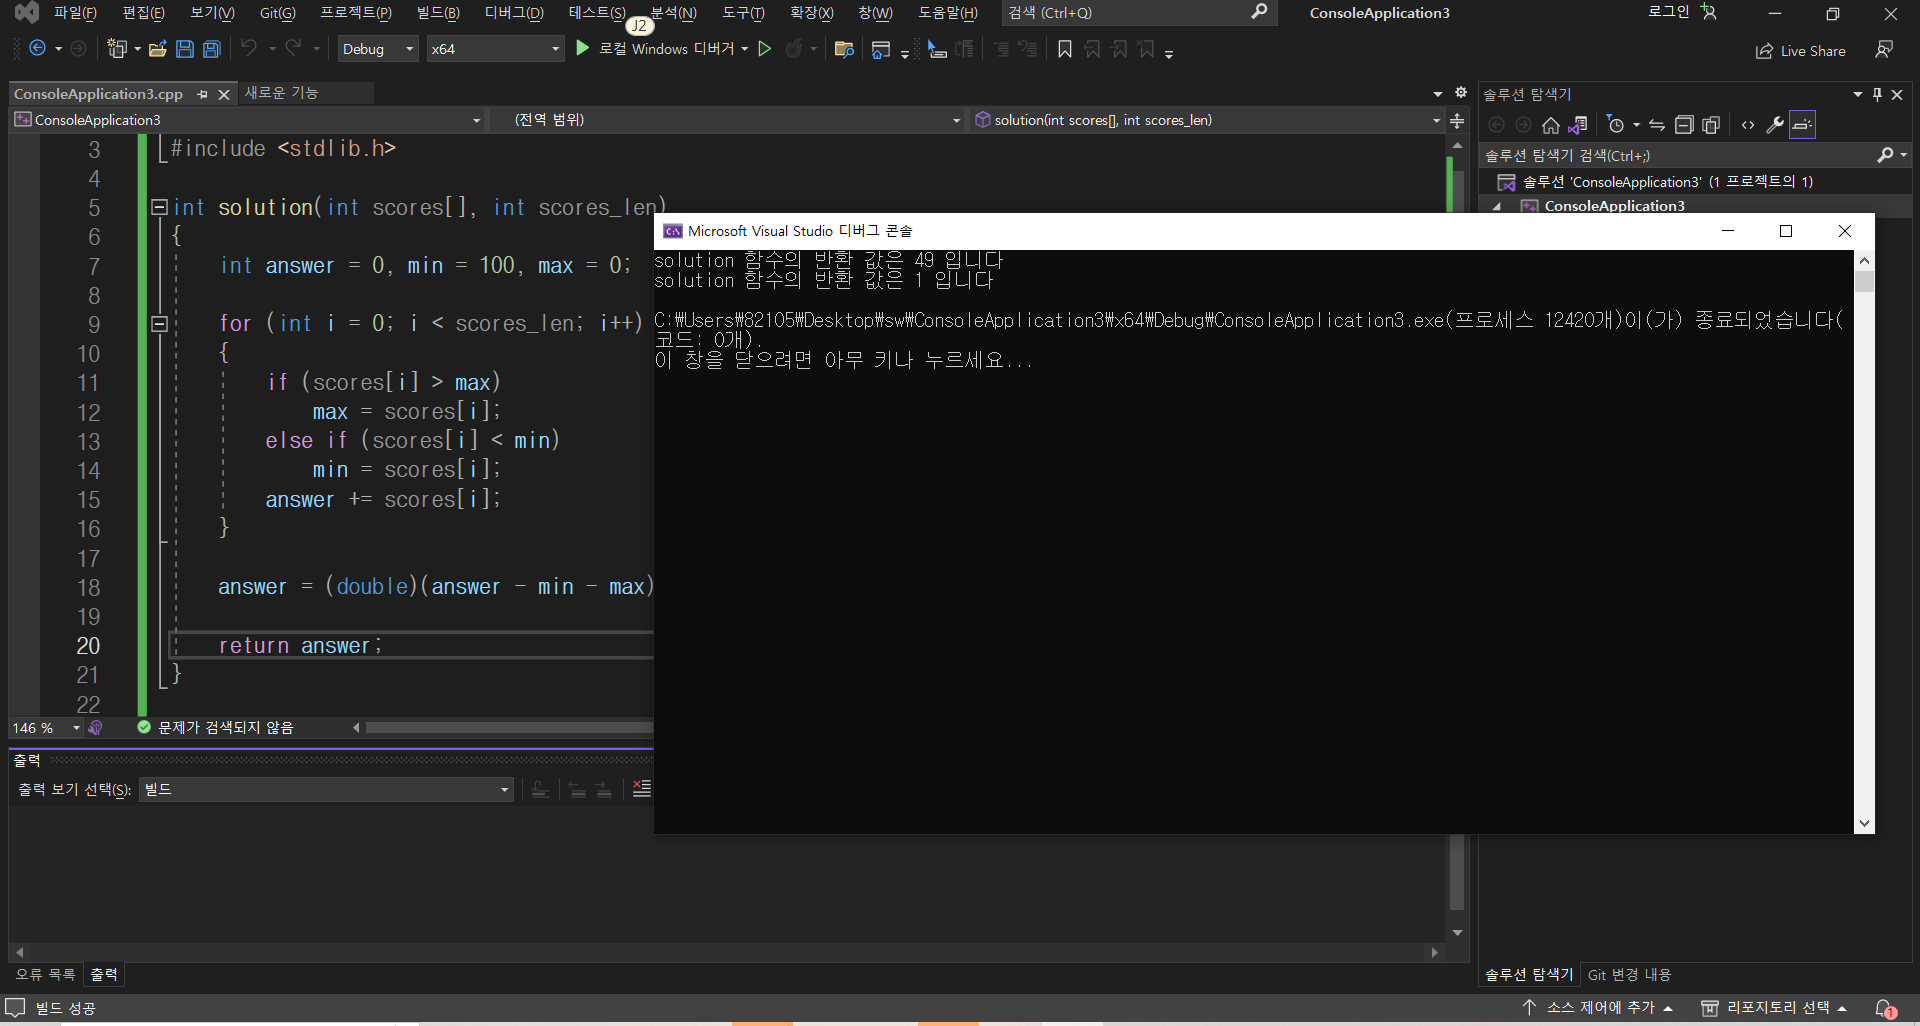 파일(F) 편집(E) 보기(V) Git(G) 프로젝트(P) 빌드(B) 디버그(D) 테스트(S) 분석(N) 도구(T) 확장(X) 창(W) 도움말(H) 검색 (Ctrl+Q) ConsoleApplication3 로그인
J2
Debug x64 로컬 Windows 디버거 Live Share
ConsoleApplication3.cpp 새로운 기능
ConsoleApplication3 (전역 범위) solution(int scores[], int scores_len)
3 #include <stdlib.h>
4
5 int solution(int scores[], int scores_len)
6 {
7 int answer = 0, min = 100, max = 0;
8
9 for (int i = 0; i < scores_len; i++)
10 {
11 if (scores[i] > max)
12 max = scores[i];
13 else if (scores[i] < min)
14 min = scores[i];
15 answer += scores[i];
16 }
17
18 answer = (double)(answer - min - max)
19
20 return answer;
21 }
22
146 % 문제가 검색되지 않음
출력
출력 보기 선택(S): 빌드
오류 목록 출력
빌드 성공
Microsoft Visual Studio 디버그 콘솔
solution 함수의 반환 값은 49 입니다
solution 함수의 반환 값은 1 입니다
C:₩Users₩82105₩Desktop₩sw₩ConsoleApplication3₩x64₩Debug₩ConsoleApplication3.exe(프로세스 12420개)이(가) 종료되었습니다(
코드: 0개).
이 창을 닫으려면 아무 키나 누르세요...
솔루션 탐색기
솔루션 탐색기 검색(Ctrl+;)
솔루션 'ConsoleApplication3' (1 프로젝트의 1)
ConsoleApplication3
솔루션 탐색기 Git 변경 내용
소스 제어에 추가 리포지토리 선택 1